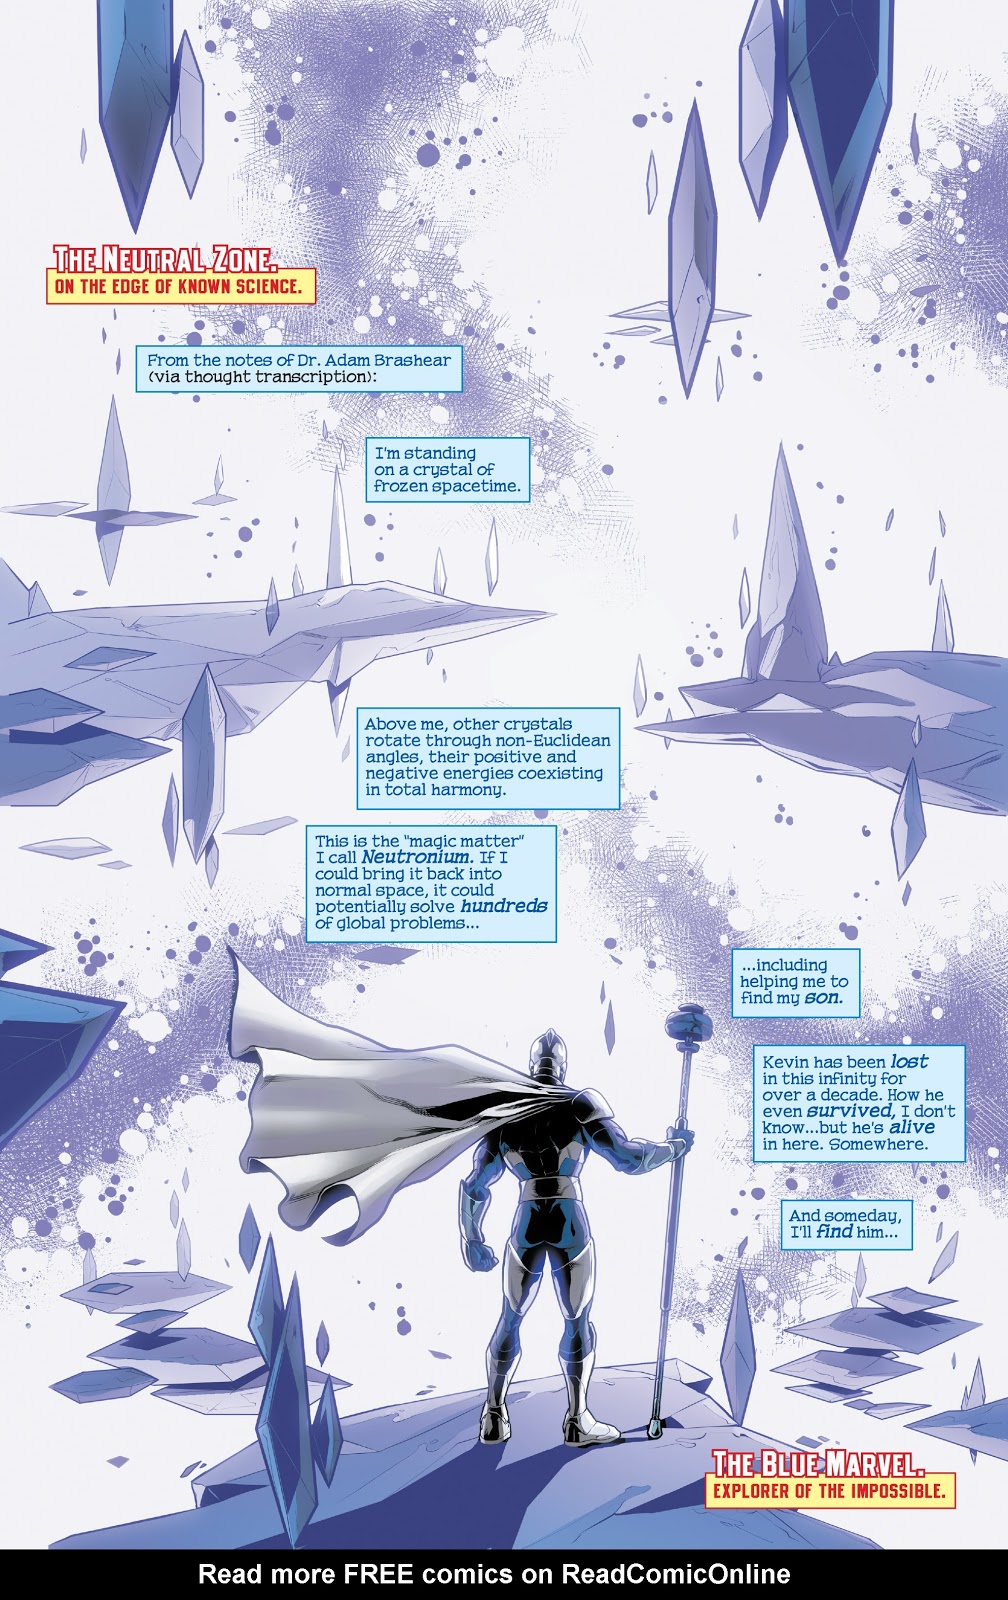 THE NEUTRAL ZONE.
ON THE EDGE OF KNOWN SCIENCE.
From the notes of Dr. Adam Brashear
(via thought transcription):
I'm standing
on a crystal of
frozen spacetime.
Above me, other crystals
rotate through non-Euclidean
angles, their positive and
negative energies coexisting
in total harmony.
This is the "magic matter"
I call Neutronium. If I
could bring it back into
normal space, it could
potentially solve hundreds
of global problems...
...including
helping me to
find my son.
Kevin has been lost
in this infinity for
over a decade. How he
even survived, I don't
know...but he's alive
in here. Somewhere.
And someday,
I'll find him...
THE BLUE MARVEL.
EXPLORER OF THE IMPOSSIBLE.
Read more FREE comics on ReadComicOnline